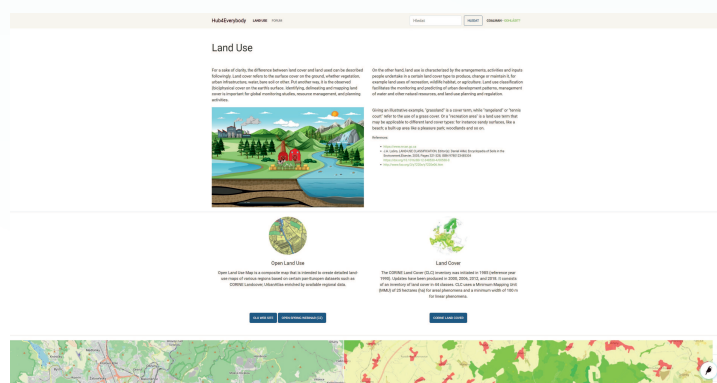 Hub4Everybody LAND USE FORUM Hledat HLEDAT
Land Use
For a sake of clarity, the difference between land cover and land used can be described
followingly. Land cover refers to the surface cover on the ground, whether vegetation,
urban infrastructure, water, bare soil or other. Put another way, it is the observed
(bio)physical cover on the earth's surface. Identifying, delineating and mapping land
cover is important for global monitoring studies, resource management, and planning
activities.
On the other hand, land use is characterized by the arrangements, activities and inputs
people undertake in a certain land cover type to produce, change or maintain it, for
example land uses of recreation, wildlife habitat, or agriculture. Land use classification
facilitates the monitoring and predicting of urban development patterns, management
of water and other natural resources, and land use planning and regulation.
Giving an illustrative example, "grassland" is a cover term, while "rangeland" or "tennis
court" refer to the use of a grass cover. Or a "recreation area" is a land use term that
may be applicable to different land cover types: for instance sandy surfaces, like a
beach; a built-up area like a pleasure park; woodlands and so on.
References:
Open Land Use
Open Land Use Map is a composite map that is intended to create detailed land-
use maps of various regions based on certain pan-European datasets such as
CORINE Landcover, UrbanAtlas enriched by available regional data.
Land Cover
The CORINE Land Cover (CLC) inventory was initiated in 1985 (reference year
1990). Updates have been produced in 2000, 2006, 2012, and 2018. It consists
of an inventory of land cover in 44 classes. CLC uses a Minimum Mapping Unit
(MMU) of 25 hectares (ha) for areal phenomena and a minimum width of 100 m
for linear phenomena.
CORINE LAND COVER